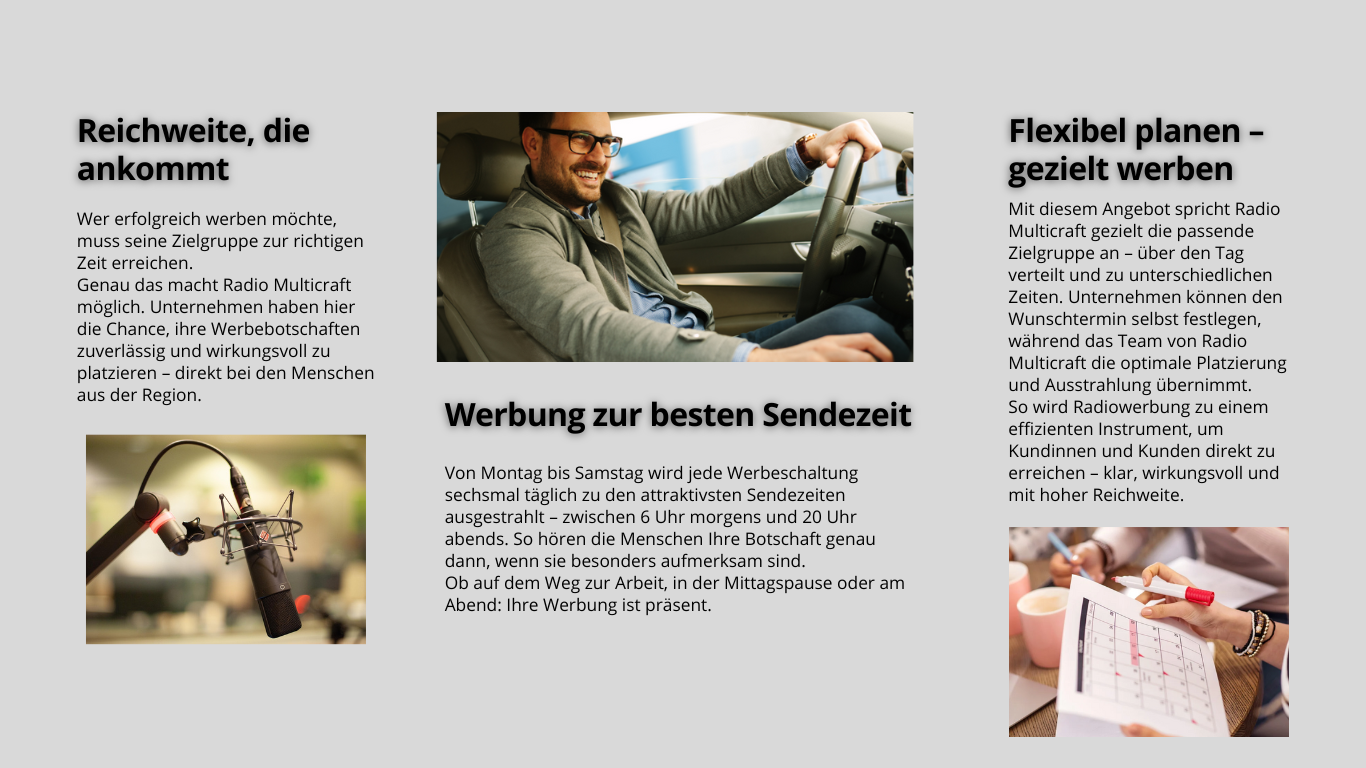 Reichweite, die
ankommt
Wer erfolgreich werben möchte,
muss seine Zielgruppe zur richtigen
Zeit erreichen.
Genau das macht Radio Multicraft
möglich. Unternehmen haben hier
die Chance, ihre Werbebotschaften
zuverlässig und wirkungsvoll zu
platzieren – direkt bei den Menschen
aus der Region.
Werbung zur besten Sendezeit
Von Montag bis Samstag wird jede Werbeschaltung
sechsmal täglich zu den attraktivsten Sendezeiten
ausgestrahlt – zwischen 6 Uhr morgens und 20 Uhr
abends. So hören die Menschen Ihre Botschaft genau
dann, wenn sie besonders aufmerksam sind.
Ob auf dem Weg zur Arbeit, in der Mittagspause oder am
Abend: Ihre Werbung ist präsent.
Flexibel planen –
gezielt werben
Mit diesem Angebot spricht Radio
Multicraft gezielt die passende
Zielgruppe an – über den Tag
verteilt und zu unterschiedlichen
Zeiten. Unternehmen können den
Wunschtermin selbst festlegen,
während das Team von Radio
Multicraft die optimale Platzierung
und Ausstrahlung übernimmt.
So wird Radiowerbung zu einem
effizienten Instrument, um
Kundinnen und Kunden direkt zu
erreichen – klar, wirkungsvoll und
mit hoher Reichweite.